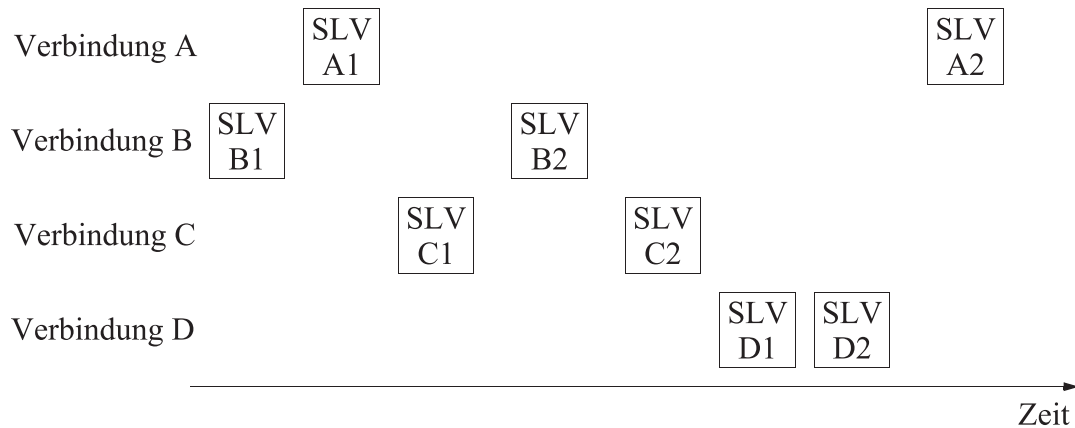 Verbindung A
SLV
A1
SLV
A2
Verbindung B
SLV
B1
SLV
B2
Verbindung C
SLV
C1
SLV
C2
Verbindung D
SLV
D1
SLV
D2
Zeit